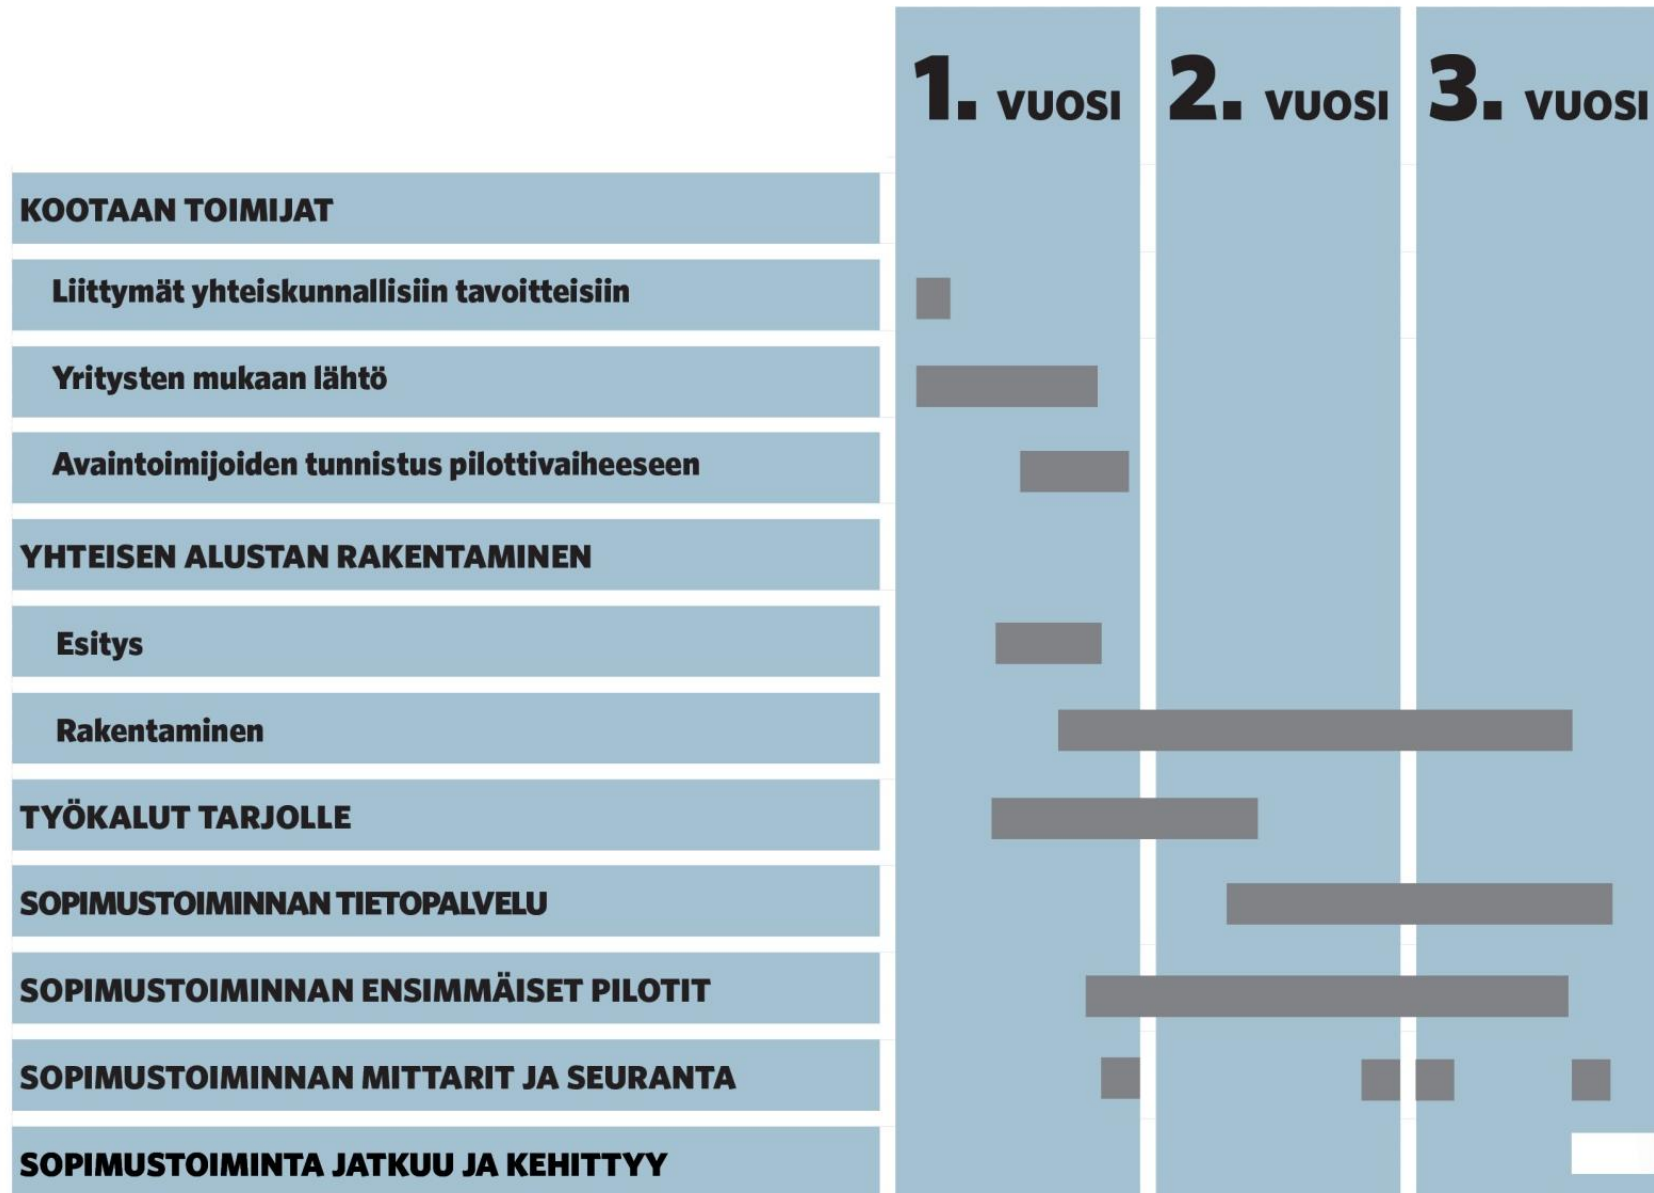 1. VUOSI 2. VUOSI 3. VUOSI
KOOTAAN TOIMIJAT
Liittymät yhteiskunnallisiin tavoitteisiin
Yritysten mukaan lähtö
Avaintoimijoiden tunnistus pilottivaiheeseen
YHTEISEN ALUSTAN RAKENTAMINEN
Esitys
Rakentaminen
TYÖKALUT TARJOLLE
SOPIMUSTOIMINNAN TIETOPALVELU
SOPIMUSTOIMINNAN ENSIMMÄISET PILOTIT
SOPIMUSTOIMINNAN MITTARIT JA SEURANTA
SOPIMUSTOIMINTA JATKUU JA KEHITTYY